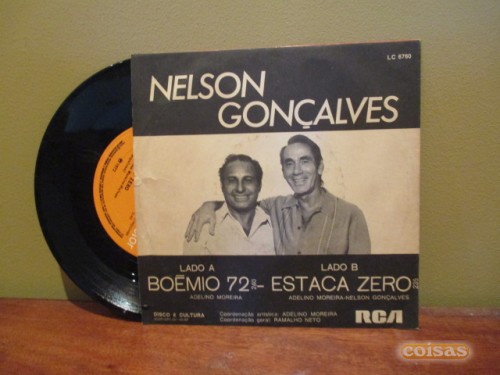 LC 6760
NELSON
GONÇALVES
LADO A
BOÊMIO 72
ADELINO MOREIRA
LADO B
- ESTACA ZERO
ADELINO MOREIRA-NELSON GONÇALVES
DISCO É CULTURA
Coordenação artística: ADELINO MOREIRA
Coordenação geral: RAMALHO NETO
RCA
coisas